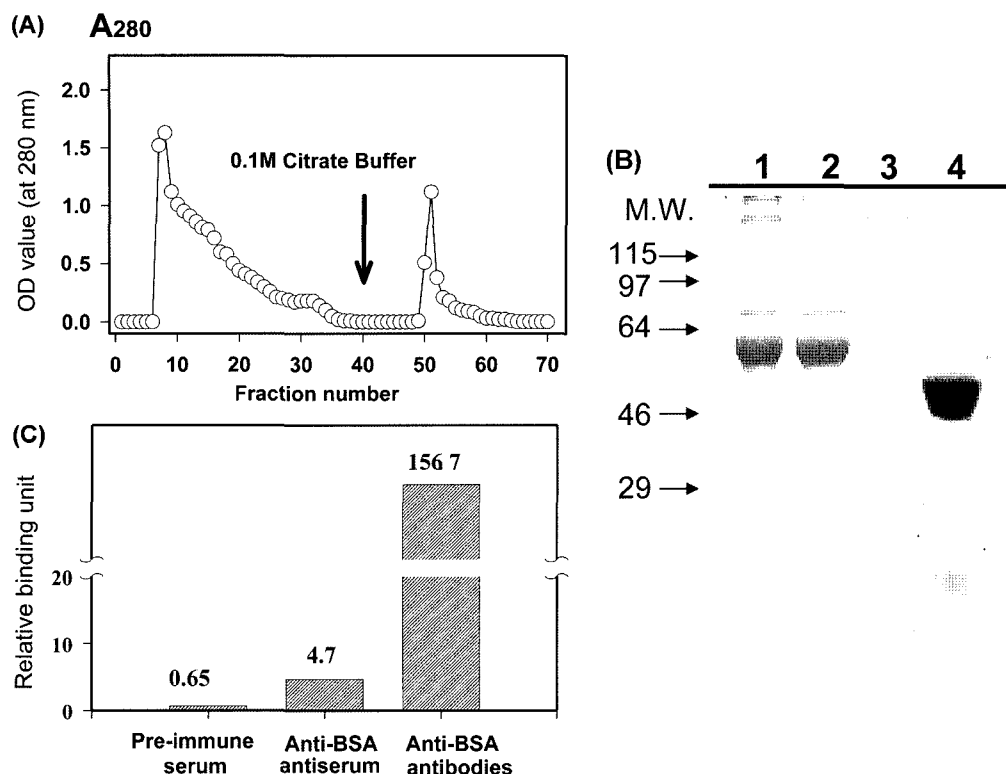 (A) A280
OD value (at 280 nm)
2.0
1.5
1.0
0.5
0.0
0.1M Citrate Buffer
0 10 20 30 40 50 60 70
Fraction number
(B) 1 2 3 4
M.W.
115
97
64
46
29
(C)
Relative binding unit
20
10
0
0.65
4.7
156 7
Pre-immune serum
Anti-BSA antiserum
Anti-BSA antibodies